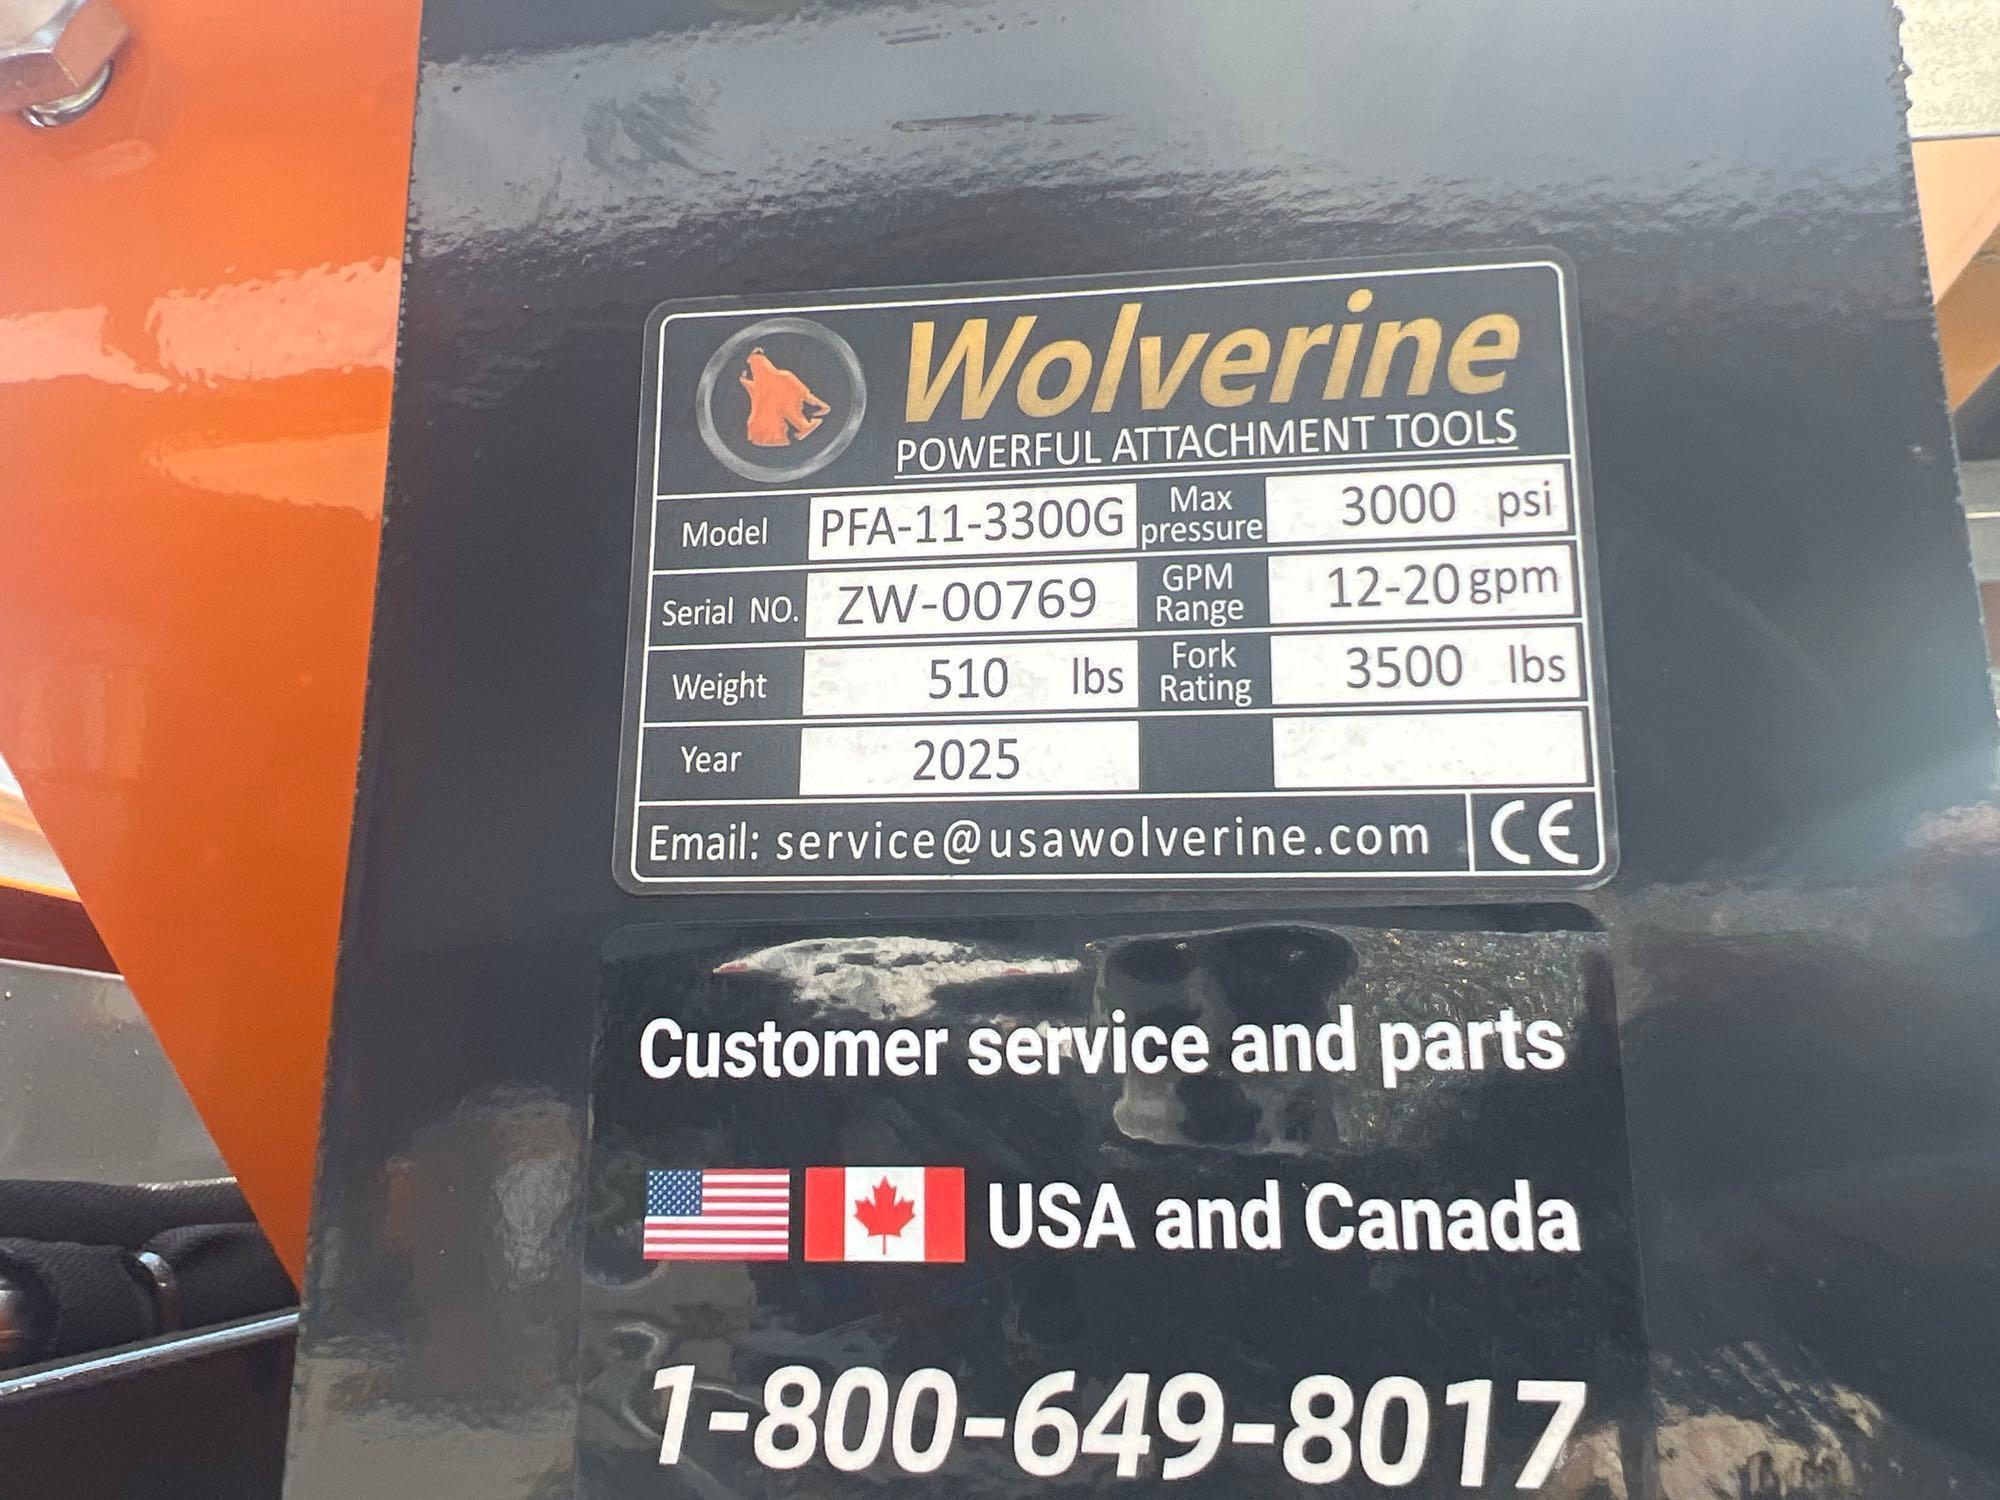 Wolverine
POWERFUL ATTACHMENT TOOLS
Model PFA-11-3300G Max pressure 3000 psi
Serial NO. ZW-00769 GPM Range 12-20gpm
Weight 510 lbs Fork Rating 3500 lbs
Year 2025
Email: service@usawolverine.com CE
Customer service and parts
USA and Canada
1-800-649-8017